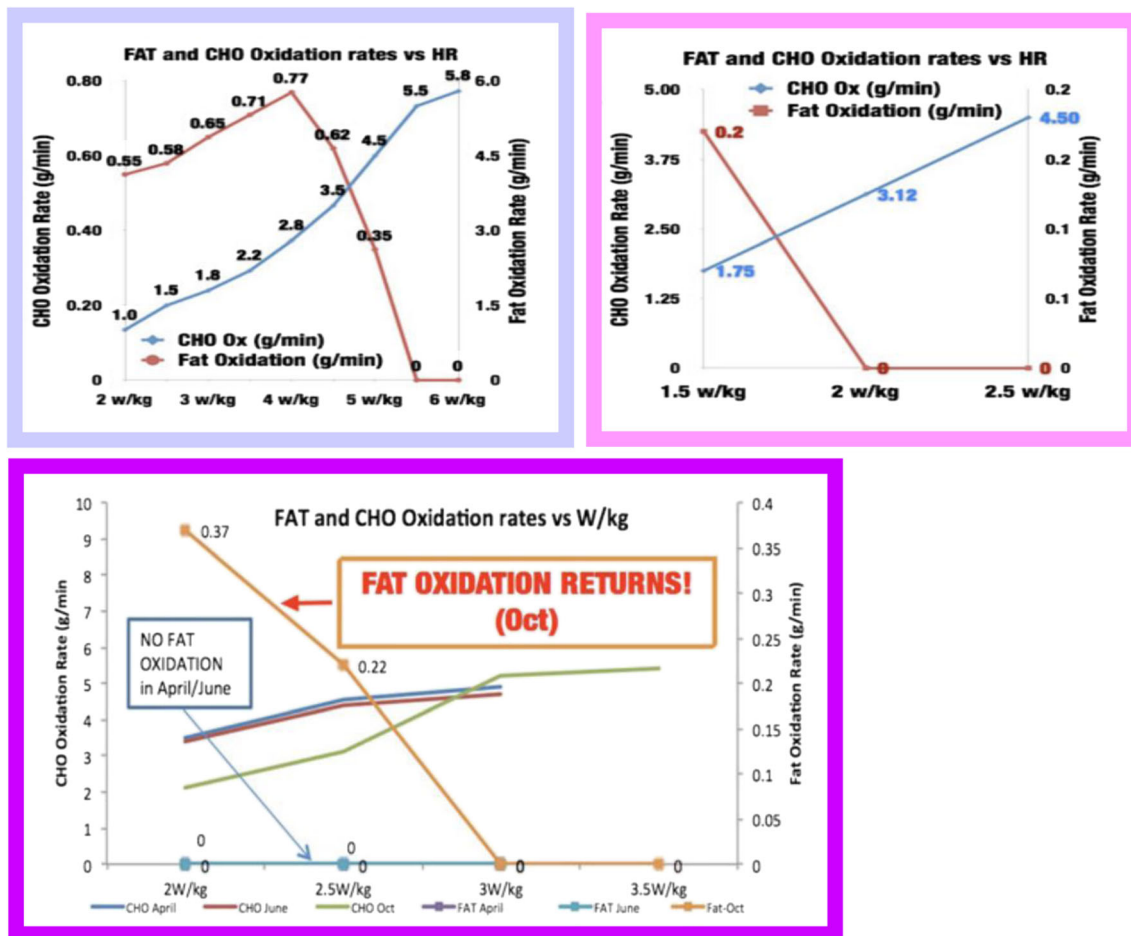 FAT and CHO Oxidation rates vs HR
0.80
0.60
0.40
0.20
0
CHO Oxidation Rate (g/min)
6.0
4.5
3.0
1.5
0
Fat Oxidation Rate (g/min)
0.55
0.58
0.65
0.71
0.77
0.62
0.35
0
0
1.0
1.5
1.8
2.2
2.8
3.5
4.5
5.5
5.8
CHO Ox (g/min)
Fat Oxidation (g/min)
2 w/kg 3 w/kg 4 w/kg 5 w/kg 6 w/kg
FAT and CHO Oxidation rates vs HR
CHO Ox (g/min)
Fat Oxidation (g/min)
5.00
3.75
2.50
1.25
0
CHO Oxidation Rate (g/min)
0.2
0.2
0.1
0.1
0
Fat Oxidation Rate (g/min)
0.2
0
0
1.75
3.12
4.50
1.5 w/kg 2 w/kg 2.5 w/kg
FAT and CHO Oxidation rates vs W/kg
10
9
8
7
6
5
4
3
2
1
0
CHO Oxidation Rate (g/min
0.4
0.35
0.3
0.25
0.2
0.15
0.1
0.05
0
Fat Oxidation Rate (g/min)
0.37
0.22
FAT OXIDATION RETURNS!
(Oct)
NO FAT
OXIDATION
in April/June
0 0
0 0 0 0
2W/kg 2.5W/kg 3W/kg 3.5W/kg
CHO April CHO June CHO Oct FAT April FAT June Fat-Oct